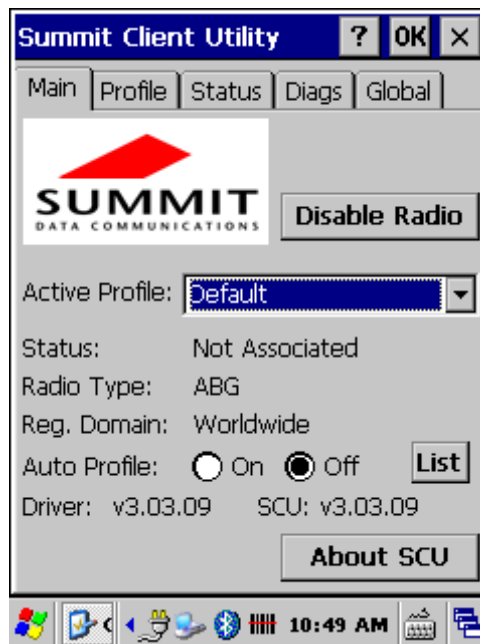 Summit Client Utility ? OK ×
Main Profile Status Diags Global
SUMMIT
DATA COMMUNICATIONS
Disable Radio
Active Profile: Default
Status: Not Associated
Radio Type: ABG
Reg. Domain: Worldwide
Auto Profile: On Off List
Driver: v3.03.09 SCU: v3.03.09
About SCU
10:49 AM